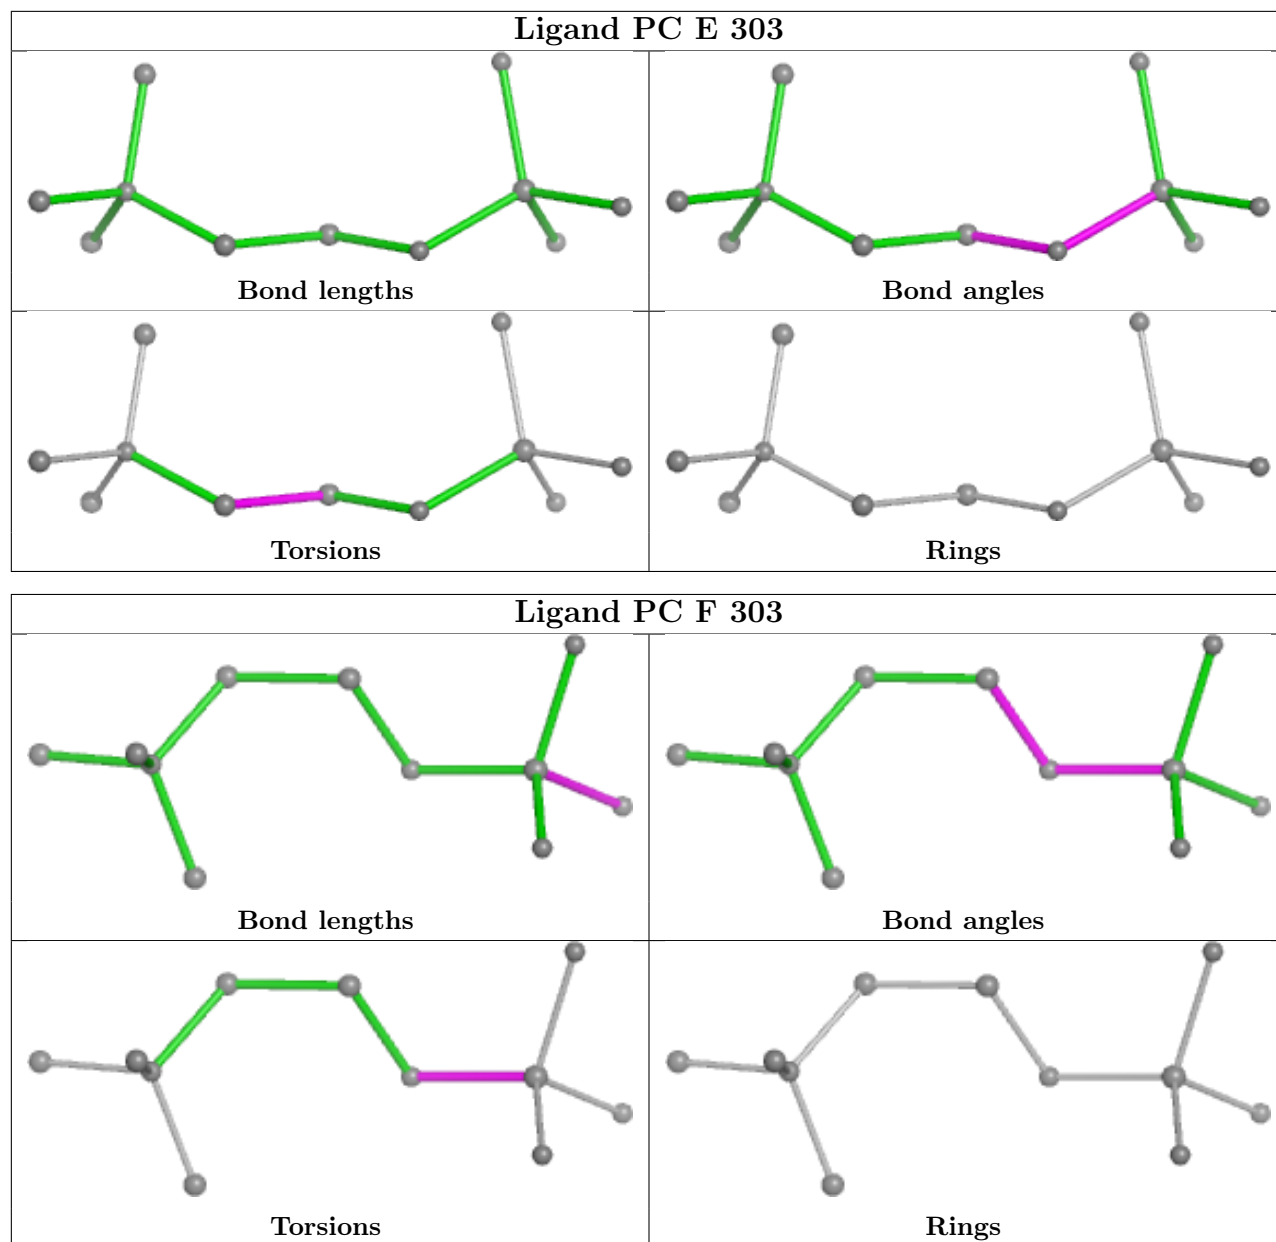 Ligand PC E 303
Bond lengths
Bond angles
Torsions
Rings
Ligand PC F 303
Bond lengths
Bond angles
Torsions
Rings